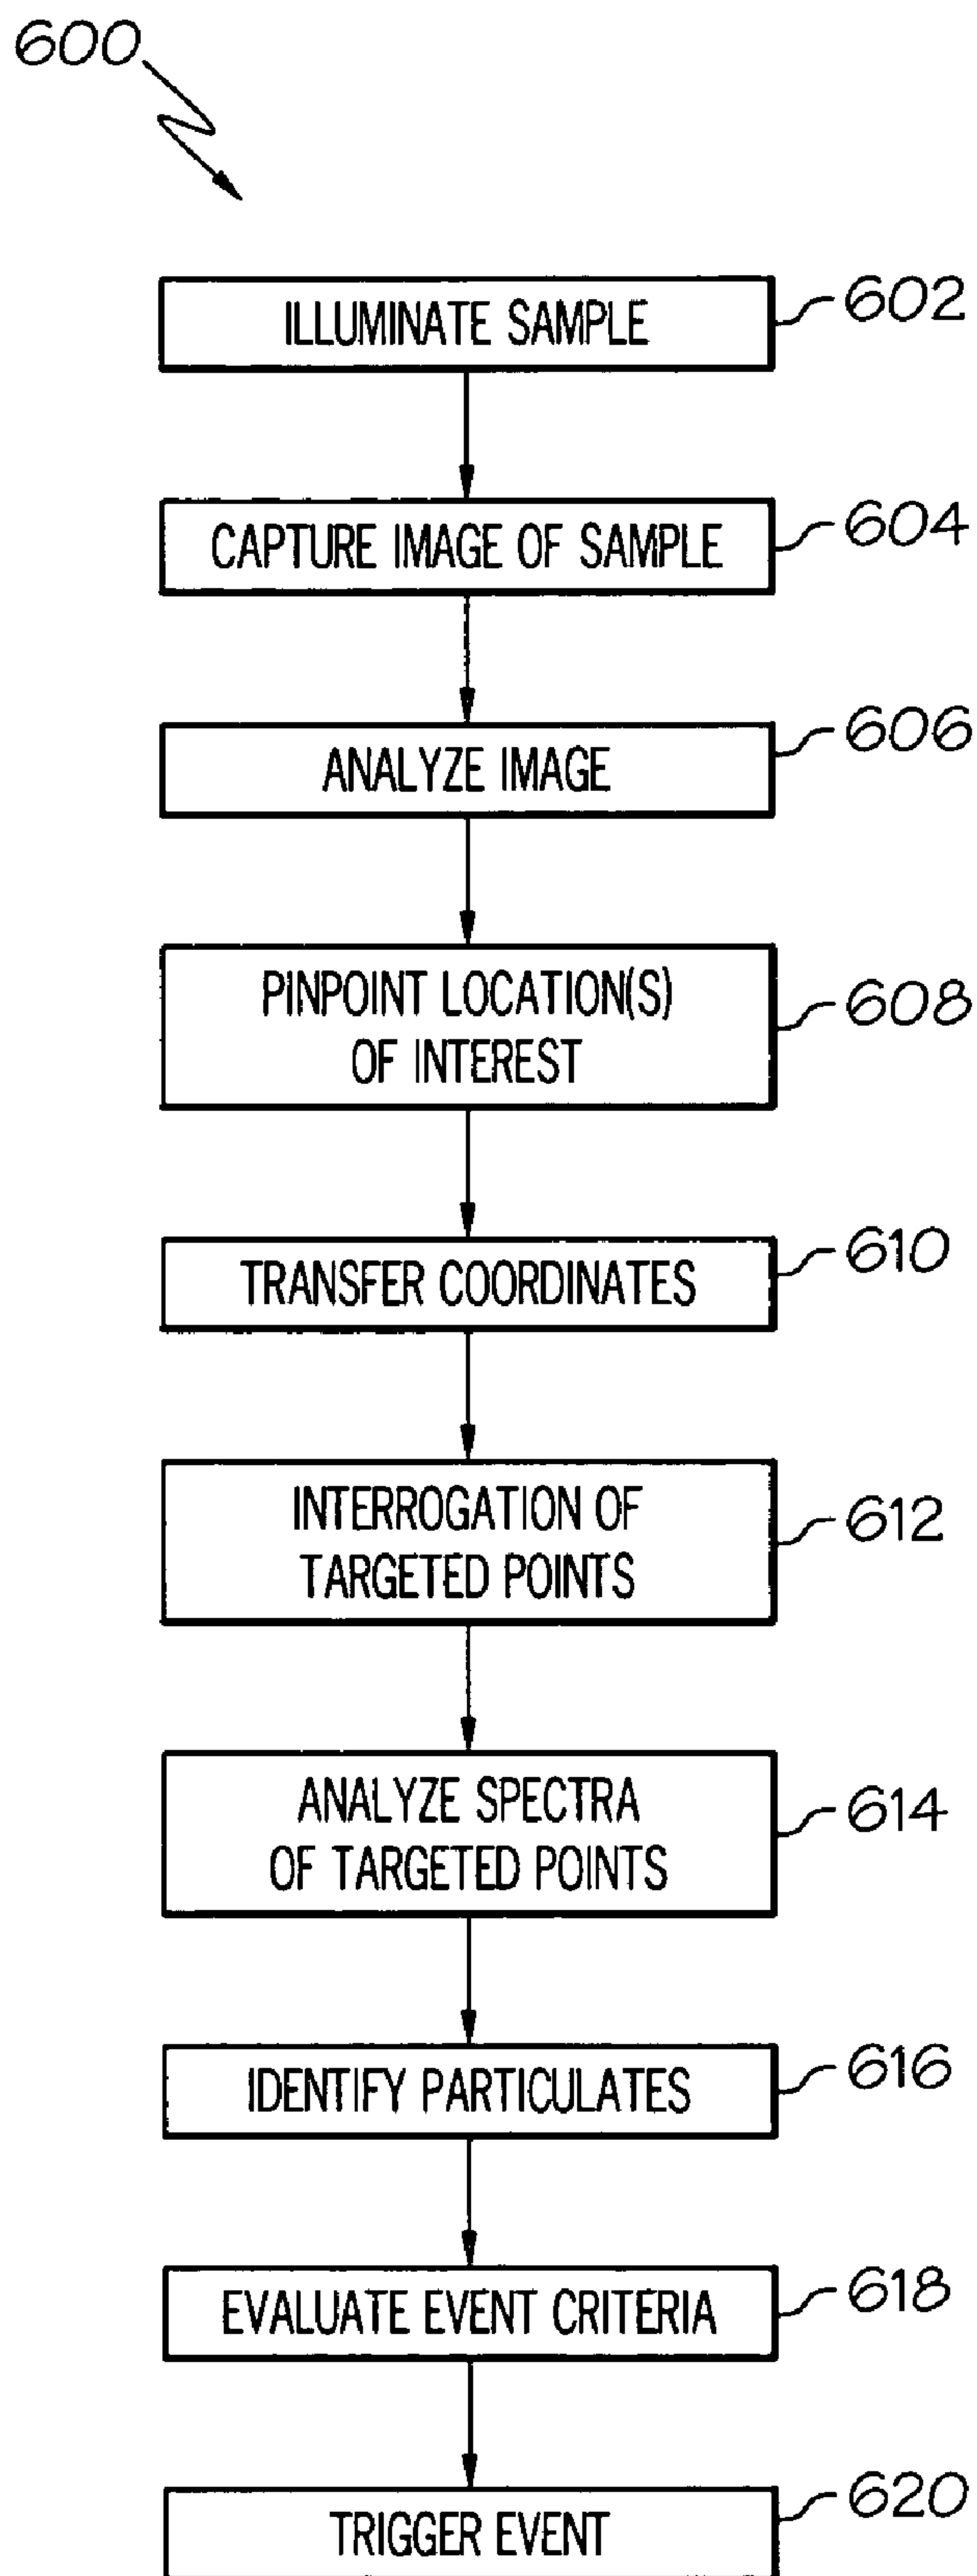 600
ILLUMINATE SAMPLE
602
CAPTURE IMAGE OF SAMPLE
604
ANALYZE IMAGE
606
PINPOINT LOCATION(S)
OF INTEREST
608
TRANSFER COORDINATES
610
INTERROGATION OF
TARGETED POINTS
612
ANALYZE SPECTRA
OF TARGETED POINTS
614
IDENTIFY PARTICULATES
616
EVALUATE EVENT CRITERIA
618
TRIGGER EVENT
620